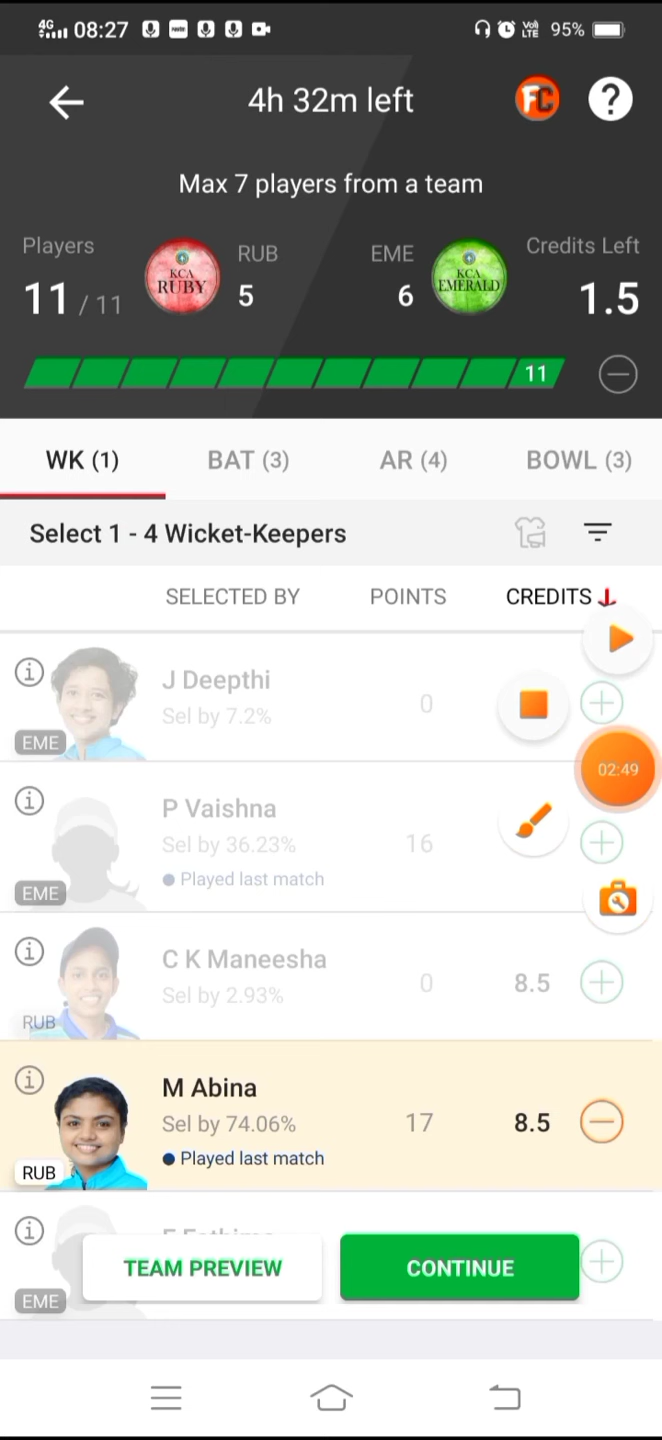 4G 08:27 VoD LTE 95%
4h 32m left FC ?
Max 7 players from a team
Players RUB EME Credits Left
KCA RUBY KCA EMERALD
11 / 11 5 6 1.5
11
WK (1) BAT (3) AR (4) BOWL (3)
Select 1 - 4 Wicket-Keepers
SELECTED BY POINTS CREDITS
J Deepthi
Sel by 7.2% 0
EME
02:49
P Vaishna
Sel by 36.23% 16
Played last match
EME
C K Maneesha
Sel by 2.93% 0 8.5
RUB
M Abina
Sel by 74.06% 17 8.5
Played last match
RUB
TEAM PREVIEW CONTINUE
EME